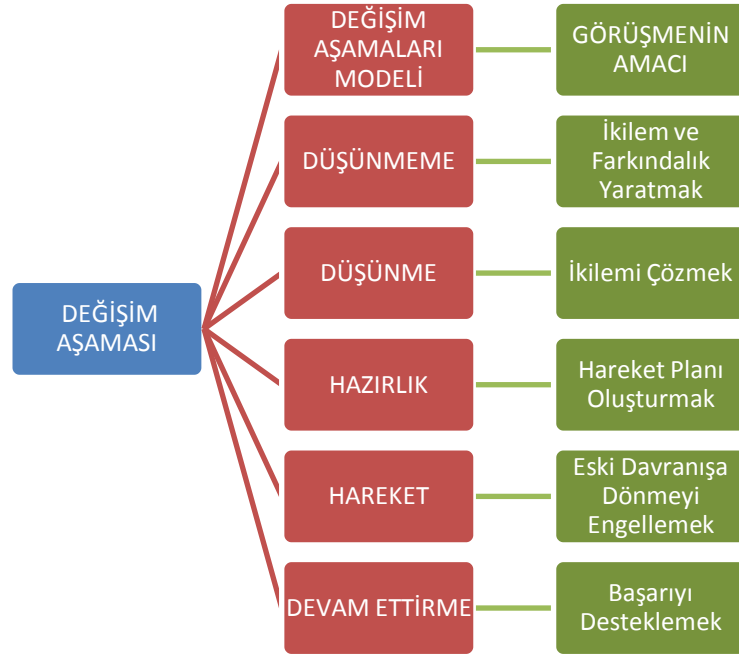 DEĞİŞİM
AŞAMASI
DEĞİŞİM
AŞAMALARI
MODELİ
GÖRÜŞMENİN
AMACI
DÜŞÜNMEME
İkilem ve
Farkındalık
Yaratmak
DÜŞÜNME
İkilemi Çözmek
HAZIRLIK
Hareket Planı
Oluşturmak
HAREKET
Eski Davranışa
Dönmeyi
Engellemek
DEVAM ETTİRME
Başarıyı
Desteklemek